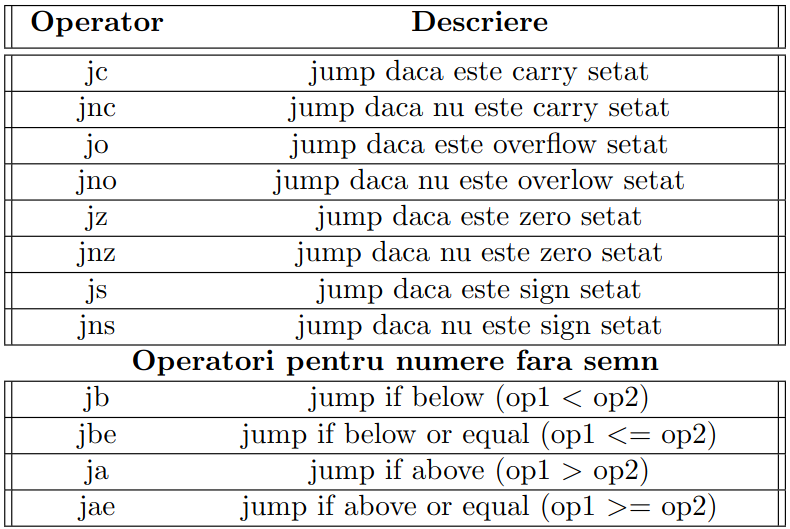 Operator Descriere
jc jump daca este carry setat
jnc jump daca nu este carry setat
jo jump daca este overflow setat
jno jump daca nu este overlow setat
jz jump daca este zero setat
jnz jump daca nu este zero setat
js jump daca este sign setat
jns jump daca nu este sign setat
Operatori pentru numere fara semn
jb jump if below (op1 < op2)
jbe jump if below or equal (op1 <= op2)
ja jump if above (op1 > op2)
jae jump if above or equal (op1 >= op2)